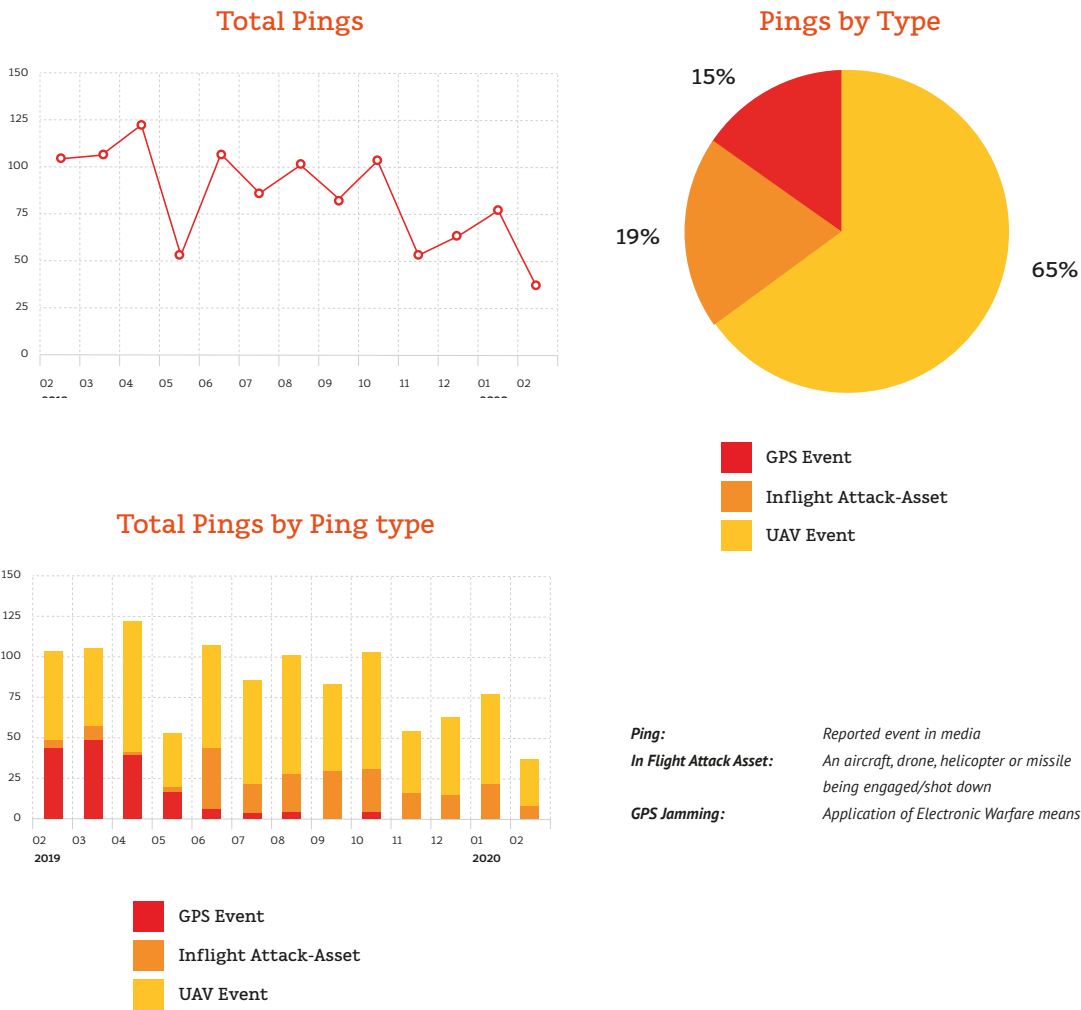 Total Pings
150
125
100
75
50
25
0
02 03 04 05 06 07 08 09 10 11 12 01 02
Pings by Type
15%
19%
65%
GPS Event
Inflight Attack-Asset
UAV Event
Total Pings by Ping type
150
125
100
75
50
25
0
02 03 04 05 06 07 08 09 10 11 12 01 02
2019 2020
GPS Event
Inflight Attack-Asset
UAV Event
Ping: Reported event in media
In Flight Attack Asset: An aircraft, drone, helicopter or missile
being engaged/shot down
GPS Jamming: Application of Electronic Warfare means